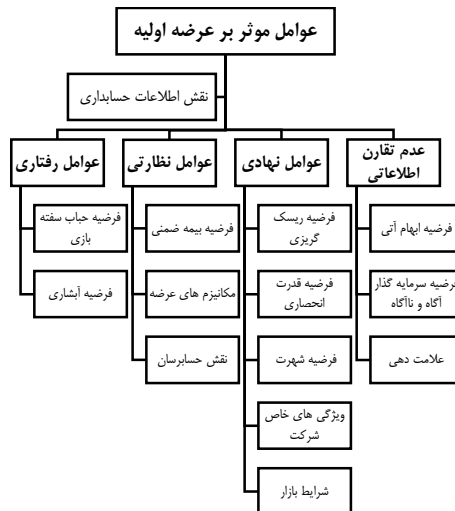 عوامل موثر بر عرضه اولیه
نقش اطلاعات حسابداری
عدم تقارن
اطلاعاتی
فرضیه ابهام آتی
فرضیه سرمایه گذار
آگاه و ناآگاه
علامت دهی
عوامل نهادی
فرضیه ریسک
گریزی
فرضیه قدرت
انحصاری
فرضیه شهرت
ویژگی های خاص
شرکت
شرایط بازار
عوامل نظارتی
فرضیه بیمه ضمنی
مکانیزم های عرضه
نقش حسابرسان
عوامل رفتاری
فرضیه حباب سفته
بازی
فرضیه آبشاری